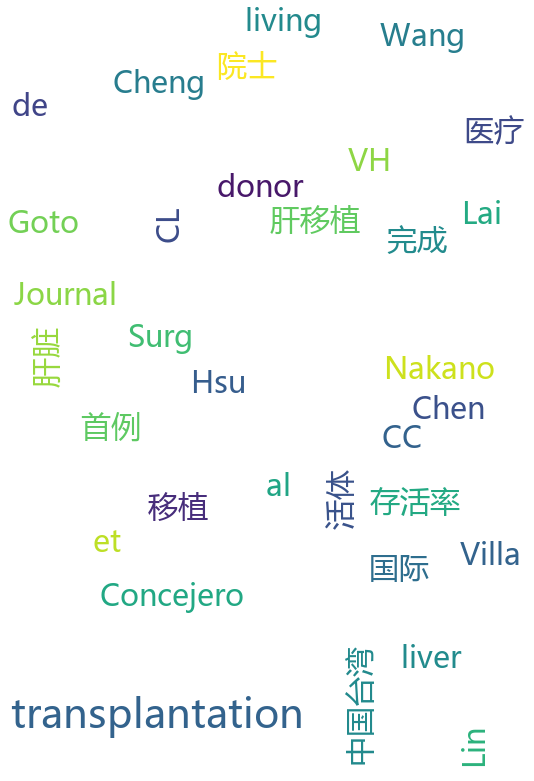 living
Wang
院士
Cheng
de
医疗
VH
donor
CL
Goto
肝移植
Lai
完成
Journal
Surg
肝脏
Nakano
Hsu
Chen
首例
CC
al
活体
存活率
移植
et
Villa
国际
Concejero
liver
中国台湾
transplantation
Lin